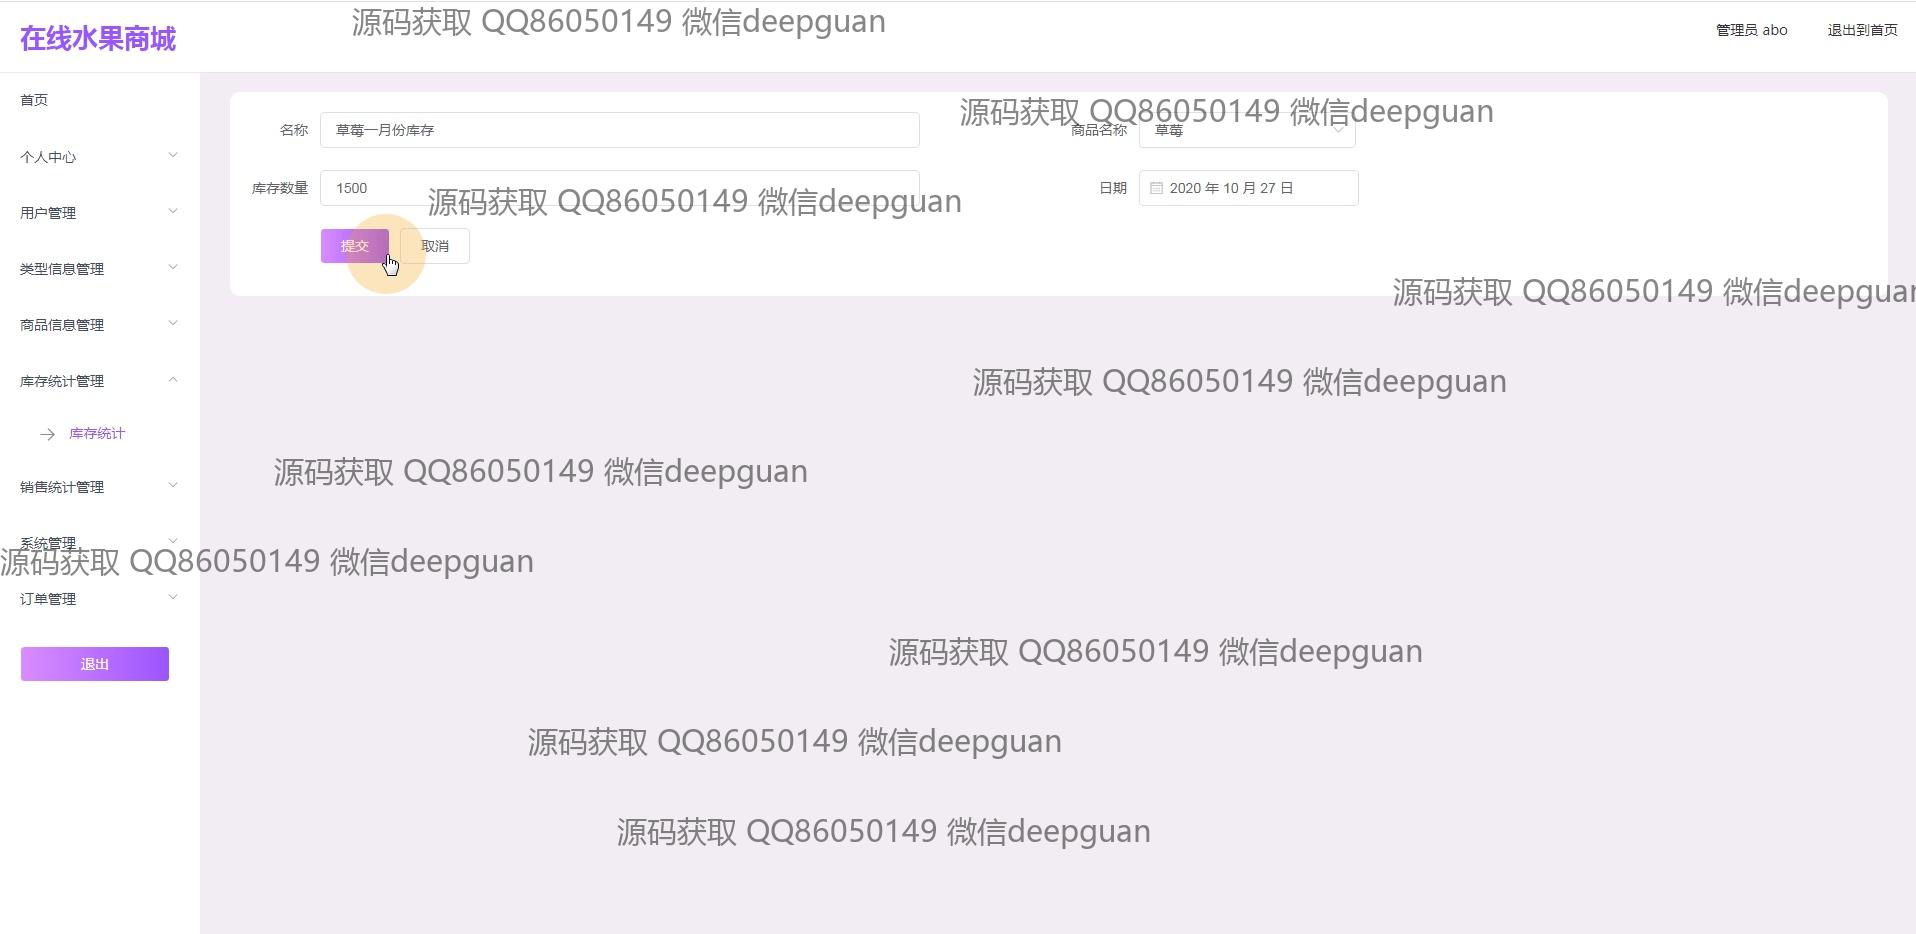 源码获取 QQ86050149 微信deepguan
在线水果商城
管理员 abo
退出到首页
首页
源码获取 QQ86050149 微信deepguan
名称
草莓一月份库存
商品名称
草莓
个人中心
库存数量
1500
日期
2020 年 10 月 27 日
源码获取 QQ86050149 微信deepguan
用户管理
提交
取消
类型信息管理
源码获取 QQ86050149 微信deepguan
商品信息管理
库存统计管理
源码获取 QQ86050149 微信deepguan
库存统计
源码获取 QQ86050149 微信deepguan
销售统计管理
系统管理
源码获取 QQ86050149 微信deepguan
订单管理
源码获取 QQ86050149 微信deepguan
退出
源码获取 QQ86050149 微信deepguan
源码获取 QQ86050149 微信deepguan